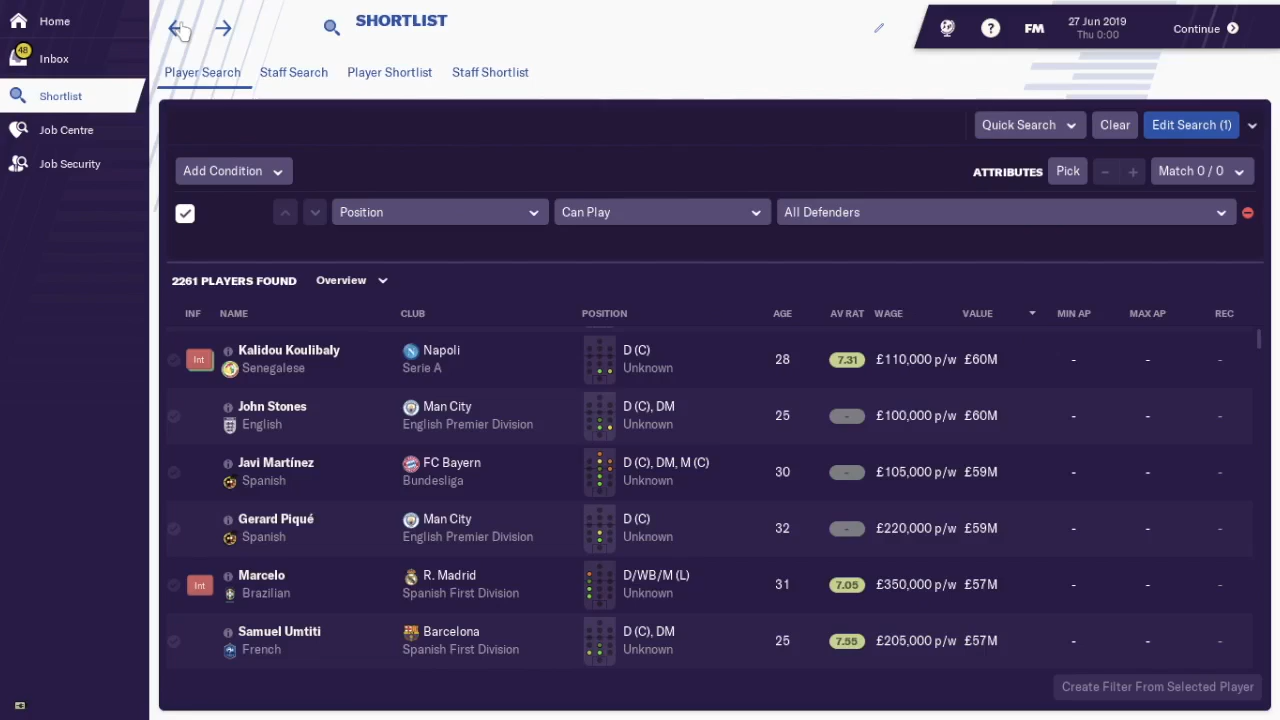 Home
48
Inbox
Shortlist
Job Centre
Job Security
SHORTLIST
?
FM
27 Jun 2019
Thu 0:00
Continue
Player Search Staff Search Player Shortlist Staff Shortlist
Quick Search Clear Edit Search (1)
Add Condition ATTRIBUTES Pick - + Match 0 / 0
Position Can Play All Defenders
2261 PLAYERS FOUND Overview
INF NAME CLUB POSITION AGE AV RAT WAGE VALUE MIN AP MAX AP REC
Int Kalidou Koulibaly Napoli D (C) 28 7.31 £110,000 p/w £60M - - -
Senegalese Serie A Unknown
John Stones Man City D (C), DM 25 - £100,000 p/w £60M - - -
English English Premier Division Unknown
Javi Martínez FC Bayern D (C), DM, M (C) 30 - £105,000 p/w £59M - - -
Spanish Bundesliga Unknown
Gerard Piqué Man City D (C) 32 - £220,000 p/w £59M - - -
Spanish English Premier Division Unknown
Int Marcelo R. Madrid D/WB/M (L) 31 7.05 £350,000 p/w £57M - - -
Brazilian Spanish First Division Unknown
Samuel Umtiti Barcelona D (C), DM 25 7.55 £205,000 p/w £57M - - -
French Spanish First Division Unknown
Create Filter From Selected Player